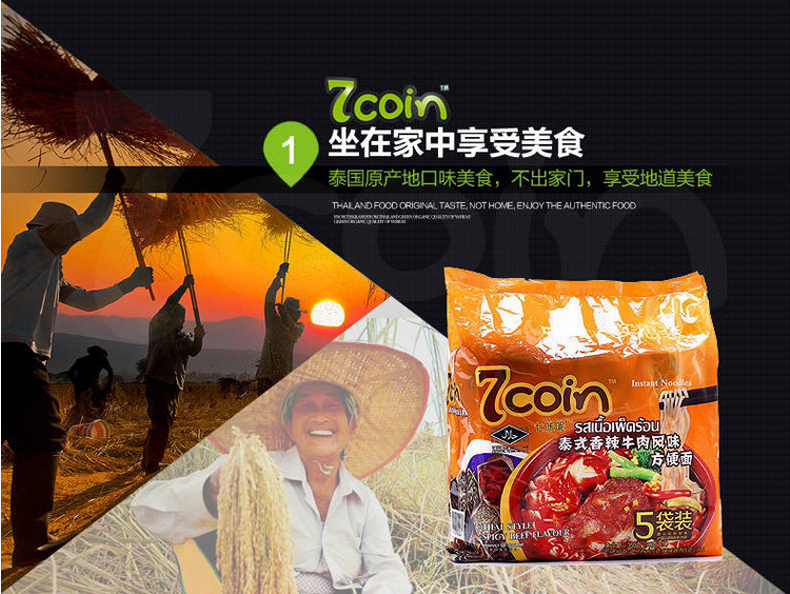 7coin™
1
坐在家中享受美食
泰国原产地口味美食，不出家门，享受地道美食
THAILAND FOOD ORIGINAL TASTE, NOT HOME, ENJOY THE AUTHENTIC FOOD
7coin™
Instant Noodles
รสเนื้อเผ็ดร้อน
泰式香辣牛肉风味
方便面
THAI STYLE
SPICY BEEF FLAVOUR
5袋装